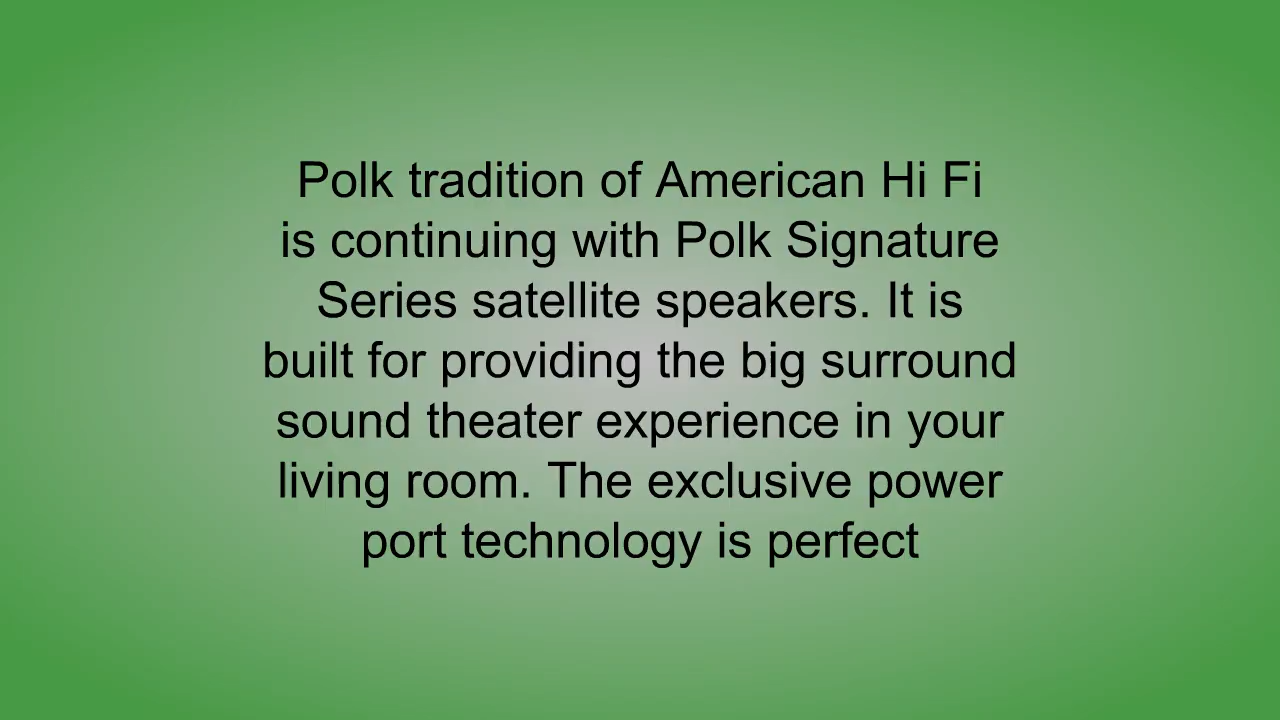 Polk tradition of American Hi Fi
is continuing with Polk Signature
Series satellite speakers. It is
built for providing the big surround
sound theater experience in your
living room. The exclusive power
port technology is perfect